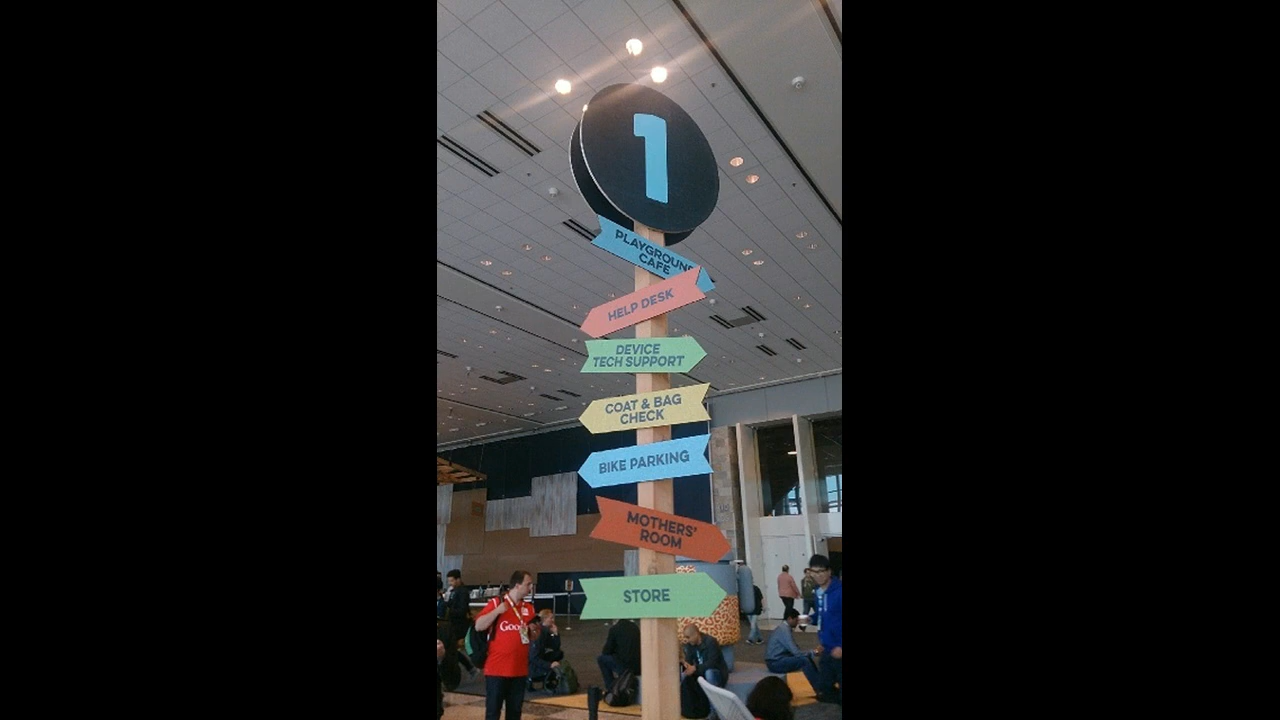 1
PLAYGROUND
CAFE
HELP DESK
DEVICE
TECH SUPPORT
COAT & BAG
CHECK
BIKE PARKING
MOTHERS'
ROOM
STORE
Goo